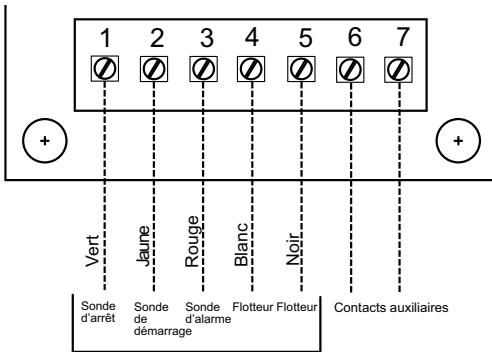 1 2 3 4 5 6 7
Vert Jaune Rouge Blanc Noir
Sonde d'arrêt
Sonde de démarrage
Sonde d'alarme
Flotteur
Flotteur
Contacts auxiliaires